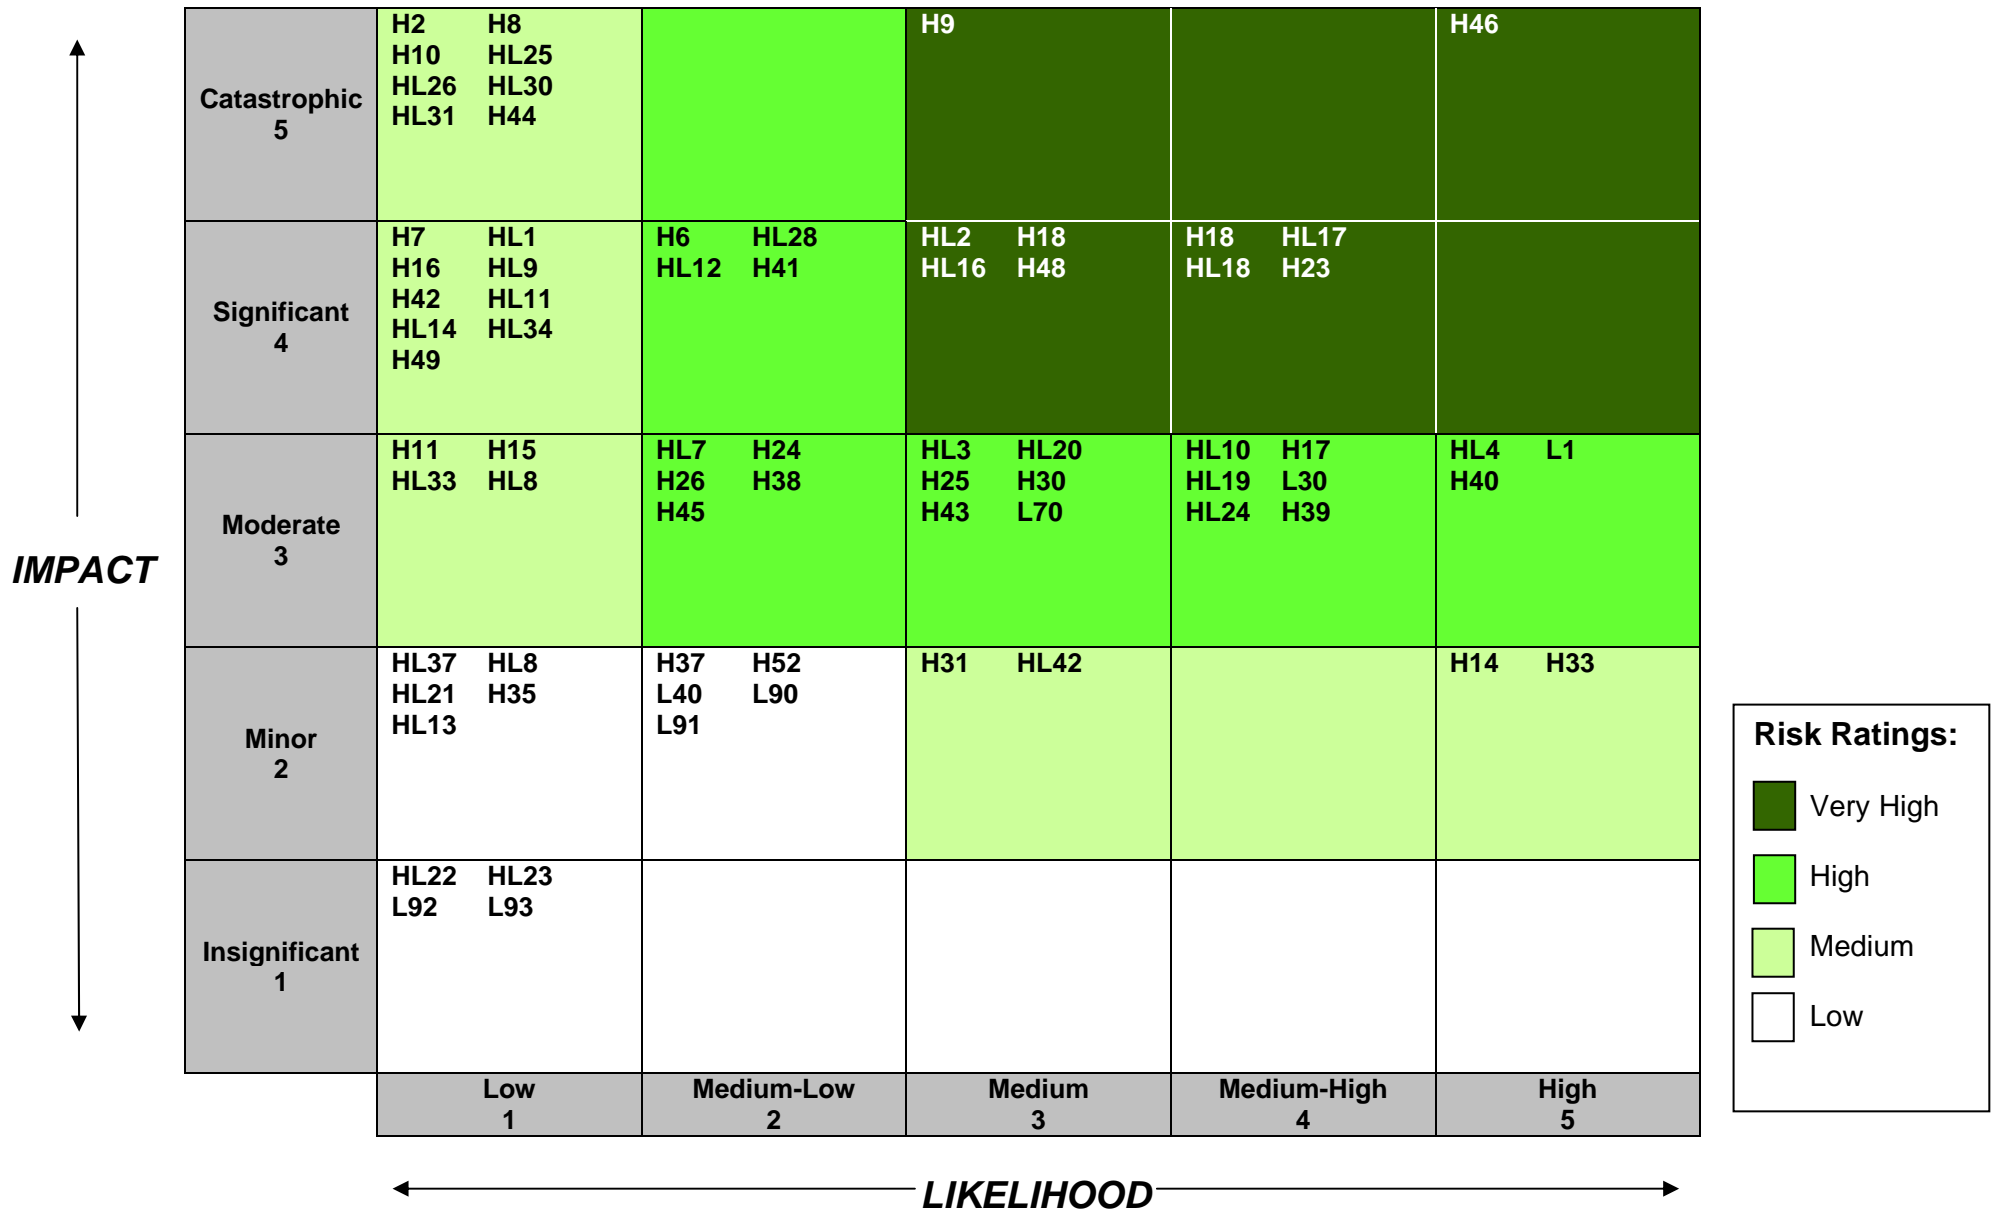 H2 H8
H10 HL25
HL26 HL30
HL31 H44
H9
H46
Catastrophic
5
H7 HL1
H16 HL9
H42 HL11
HL14 HL34
H49
H6 HL28
HL12 H41
HL2 H18
HL16 H48
H18 HL17
HL18 H23
Significant
4
H11 H15
HL33 HL8
HL7 H24
H26 H38
H45
HL3 HL20
H25 H30
H43 L70
HL10 H17
HL19 L30
HL24 H39
HL4 L1
H40
Moderate
3
IMPACT
HL37 HL8
HL21 H35
HL13
H37 H52
L40 L90
L91
H31 HL42
H14 H33
Minor
2
Risk Ratings:
Very High
High
Medium
Low
HL22 HL23
L92 L93
Insignificant
1
Low
1
Medium-Low
2
Medium
3
Medium-High
4
High
5
LIKELIHOOD